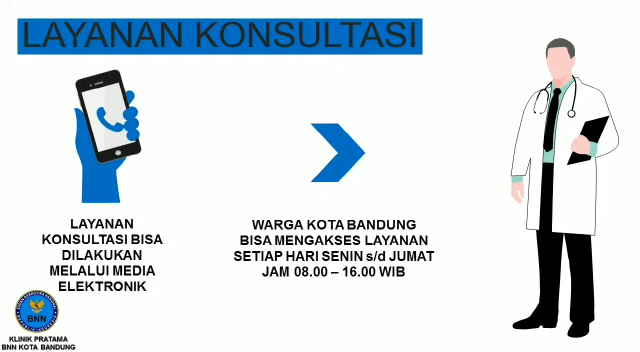 LAYANAN KONSULTASI
LAYANAN
KONSULTASI BISA
DILAKUKAN
MELALUI MEDIA
ELEKTRONIK
WARGA KOTA BANDUNG
BISA MENGAKSES LAYANAN
SETIAP HARI SENIN s/d JUMAT
JAM 08.00 – 16.00 WIB
BNN
KLINIK PRATAMA
BNN KOTA BANDUNG